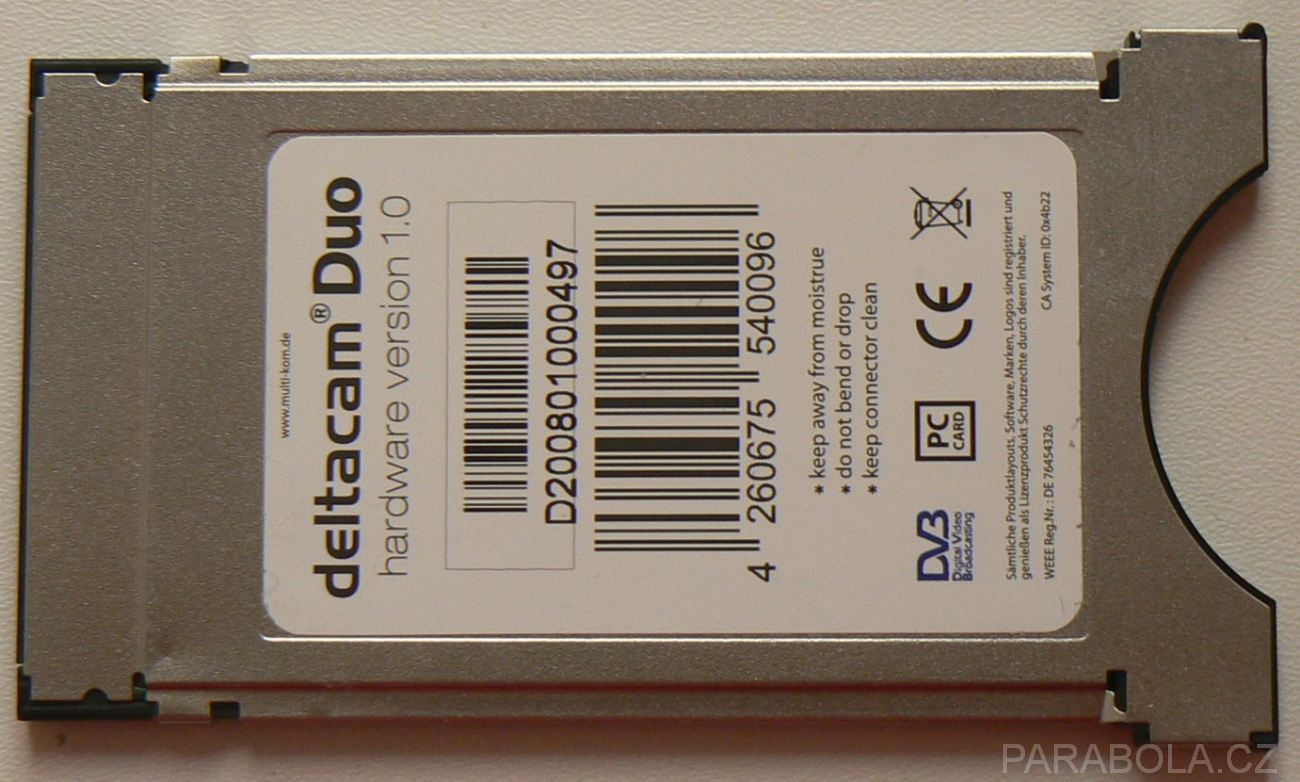 www.multi-kom.de
deltacam® Duo
hardware version 1.0
D200801000497
4 260675 540096
* keep away from moistrue
* do not bend or drop
* keep connector clean
DVB
Digital Video
Broadcasting
PC
CARD
CE
Sämtliche Produktlayouts, Software, Marken, Logos sind registriert und
genießen als Lizenzprodukt Schutzrechte durch deren Inhaber.
WEEE Reg.Nr.: DE 76454326 CA System ID: 0x4b22
PARABOLA.CZ